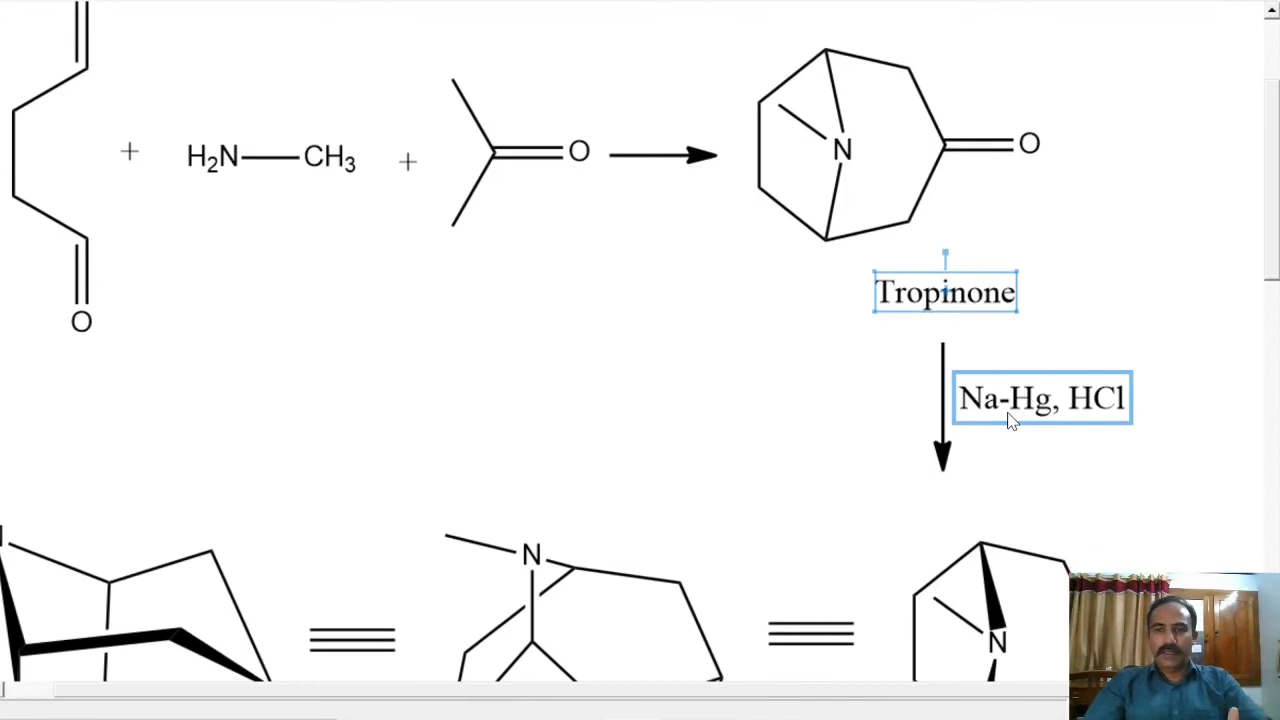 H₂N
CH₃
+
+
O
N
O
O
Tropinone
Na-Hg, HCl
N
N